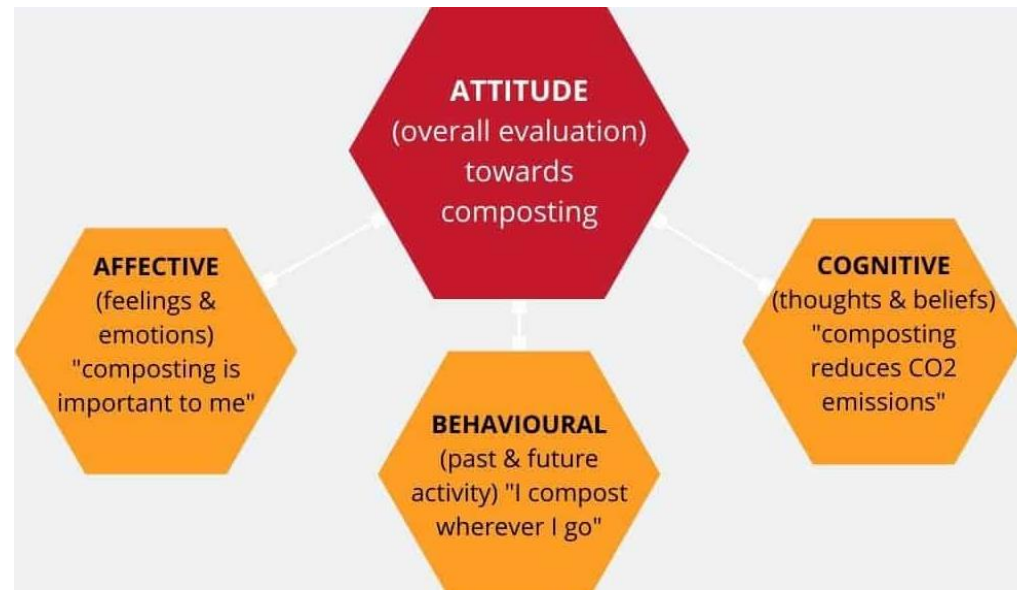 ATTITUDE
(overall evaluation)
towards
composting
AFFECTIVE
(feelings &
emotions)
"composting is
important to me"
BEHAVIOURAL
(past & future
activity) "I compost
wherever I go"
COGNITIVE
(thoughts & beliefs)
"composting
reduces CO2
emissions"